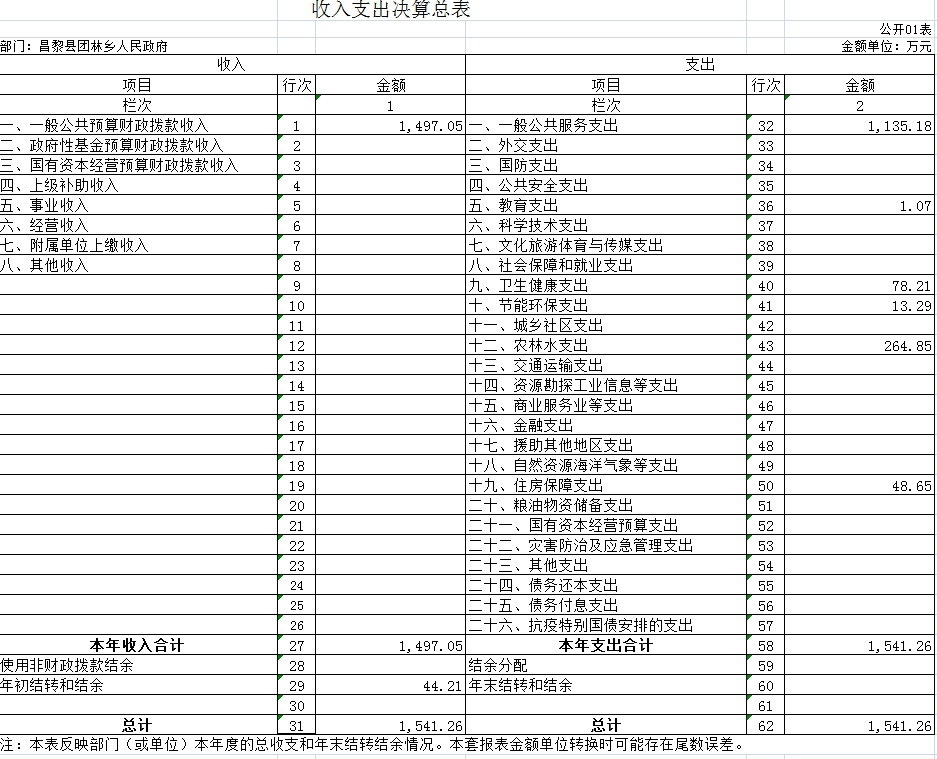 收入支出决算总表
公开01表
部门：昌黎县团林乡人民政府 金额单位：万元
收入 支出
项目 行次 金额 项目 行次 金额
栏次 1 栏次 2
一、一般公共预算财政拨款收入 1 1,497.05 一、一般公共服务支出 32 1,135.18
二、政府性基金预算财政拨款收入 2 二、外交支出 33
三、国有资本经营预算财政拨款收入 3 三、国防支出 34
四、上级补助收入 4 四、公共安全支出 35
五、事业收入 5 五、教育支出 36 1.07
六、经营收入 6 六、科学技术支出 37
七、附属单位上缴收入 7 七、文化旅游体育与传媒支出 38
八、其他收入 8 八、社会保障和就业支出 39
9 九、卫生健康支出 40 78.21
10 十、节能环保支出 41 13.29
11 十一、城乡社区支出 42
12 十二、农林水支出 43 264.85
13 十三、交通运输支出 44
14 十四、资源勘探工业信息等支出 45
15 十五、商业服务业等支出 46
16 十六、金融支出 47
17 十七、援助其他地区支出 48
18 十八、自然资源海洋气象等支出 49
19 十九、住房保障支出 50 48.65
20 二十、粮油物资储备支出 51
21 二十一、国有资本经营预算支出 52
22 二十二、灾害防治及应急管理支出 53
23 二十三、其他支出 54
24 二十四、债务还本支出 55
25 二十五、债务付息支出 56
26 二十六、抗疫特别国债安排的支出 57
本年收入合计 27 1,497.05 本年支出合计 58 1,541.26
使用非财政拨款结余 28 结余分配 59
年初结转和结余 29 44.21 年末结转和结余 60
30 61
总计 31 1,541.26 总计 62 1,541.26
注：本表反映部门（或单位）本年度的总收支和年末结转结余情况。本套报表金额单位转换时可能存在尾数误差。